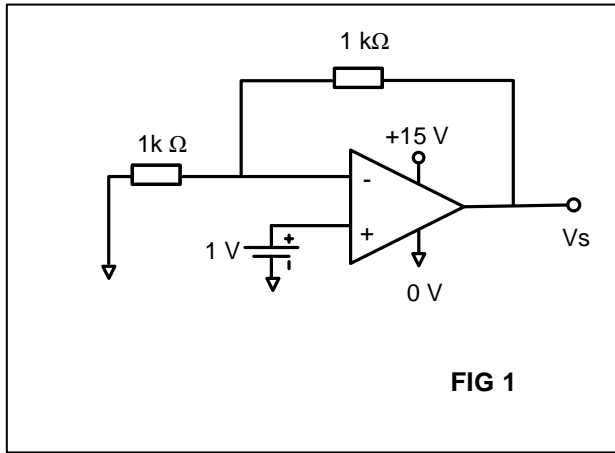 1 kΩ
1k Ω
+15 V
-
+
1 V
+
Vs
0 V
FIG 1